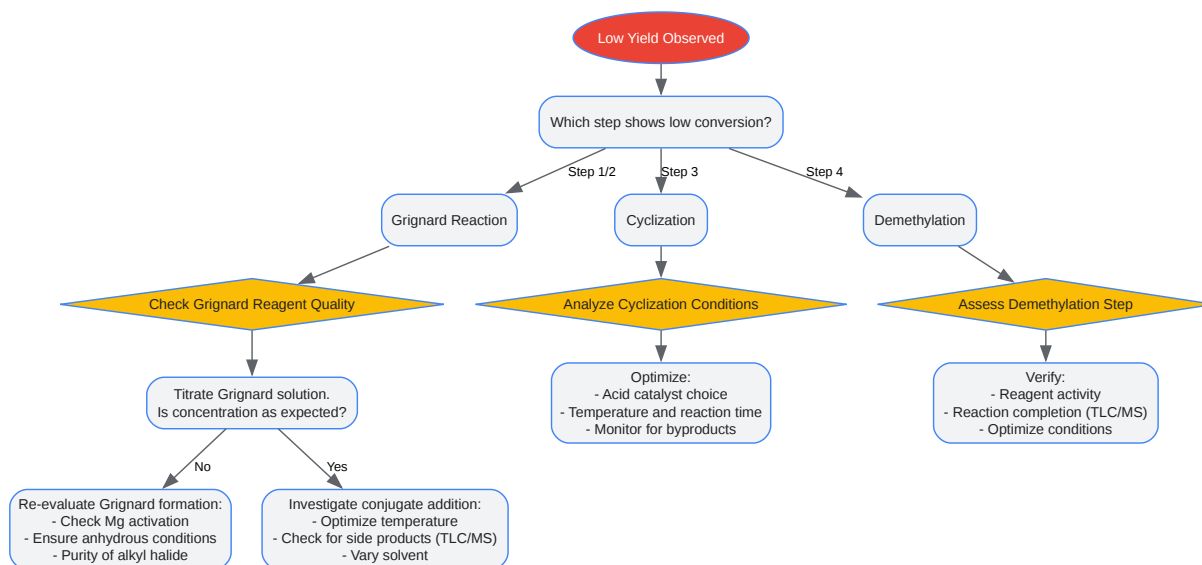 Low Yield Observed
Which step shows low conversion?
Step 1/2
Step 3
Step 4
Grignard Reaction
Cyclization
Demethylation
Check Grignard Reagent Quality
Analyze Cyclization Conditions
Assess Demethylation Step
Titrate Grignard solution.
Is concentration as expected?
Optimize:
- Acid catalyst choice
- Temperature and reaction time
- Monitor for byproducts
Verify:
- Reagent activity
- Reaction completion (TLC/MS)
- Optimize conditions
No
Yes
Re-evaluate Grignard formation:
- Check Mg activation
- Ensure anhydrous conditions
- Purity of alkyl halide
Investigate conjugate addition:
- Optimize temperature
- Check for side products (TLC/MS)
- Vary solvent